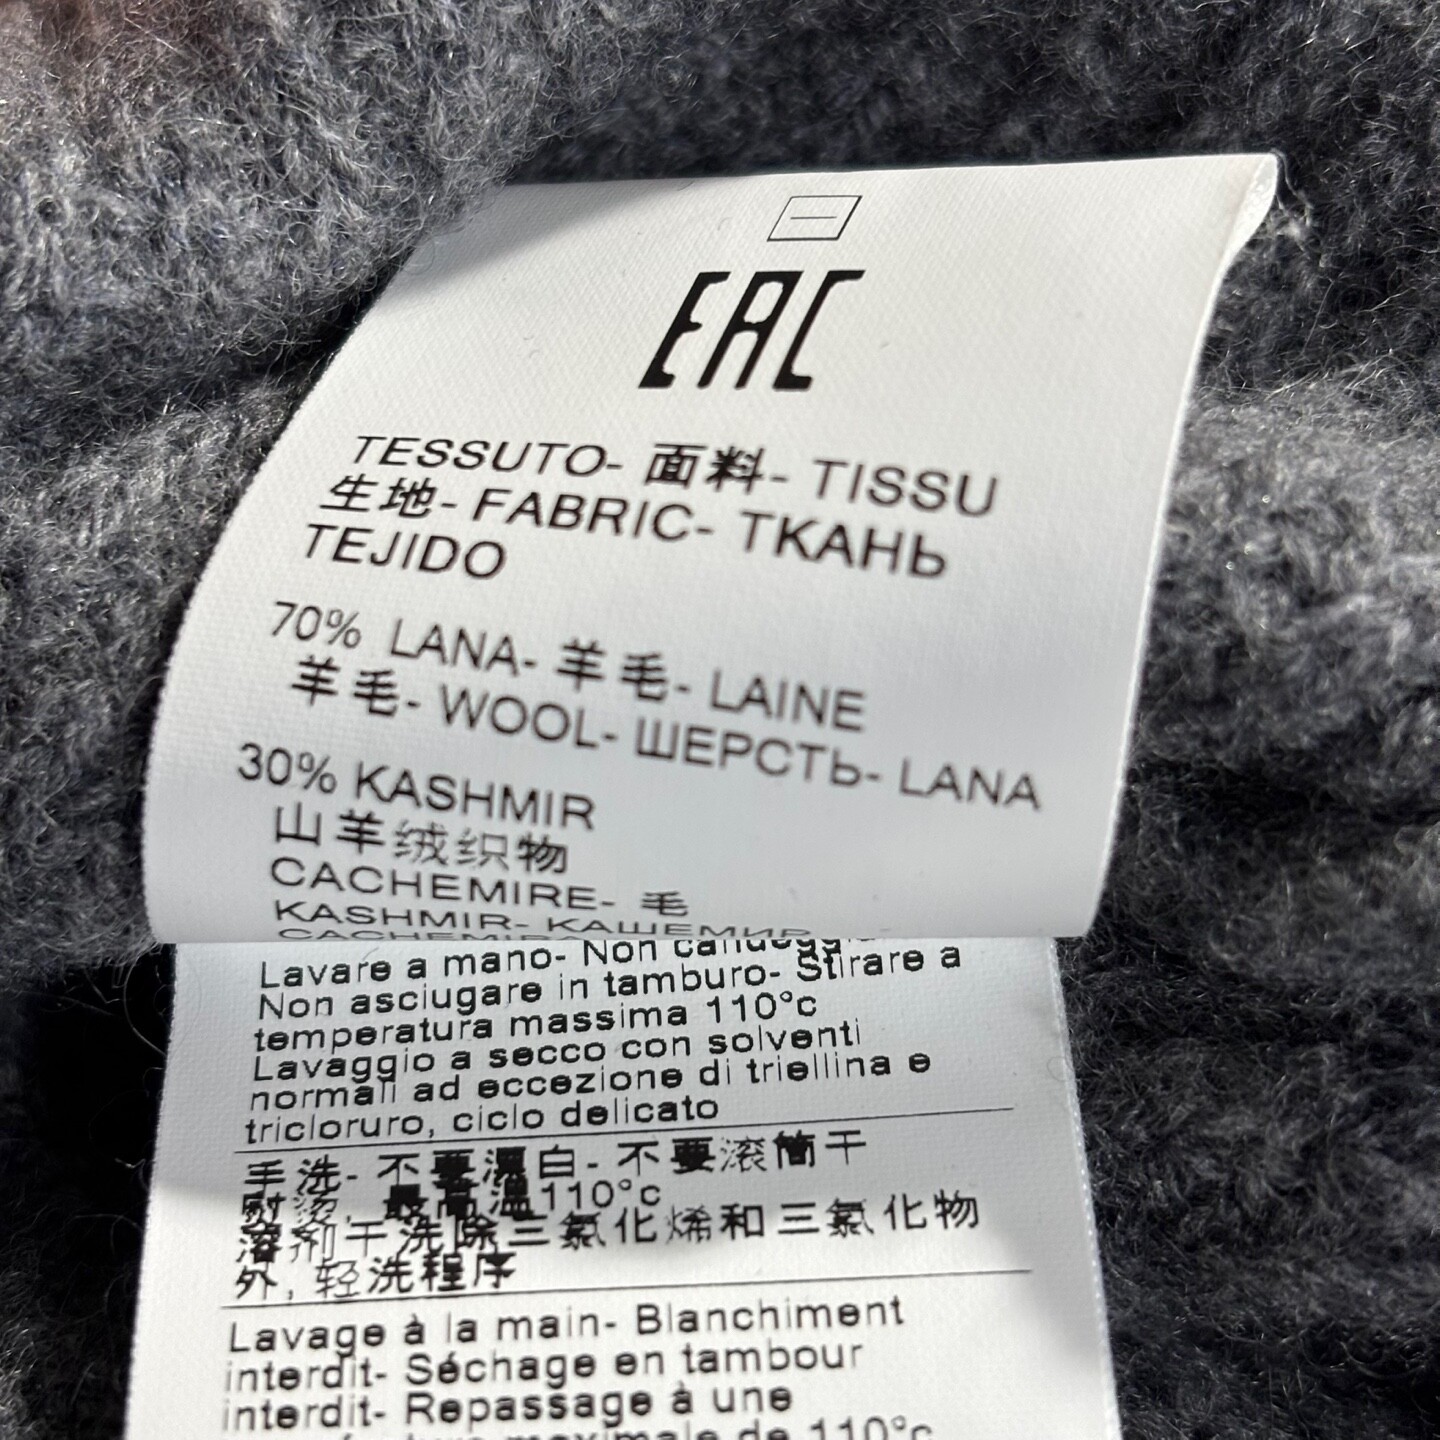 EAC
TESSUTO- 面料- TISSU
生地- FABRIC- ТКАНЬ
TEJIDO
70% LANA- 羊毛- LAINE
羊毛- WOOL- ШЕРСТЬ- LANA
30% KASHMIR
山羊绒织物
CACHEMIRE- 毛
KASHMIR- КАШЕМИР
Lavare a mano- Non
Non asciugare in tamburo- Stirare a
temperatura massima 110°c
Lavaggio a secco con solventi
normali ad eccezione di triellina e
tricloruro, ciclo delicato
手洗- 不要漂白- 不要滚筒干
熨烫, 最高温110°c
溶剂干洗除三氯化烯和三氯化物
外, 轻洗程序
Lavage à la main- Blanchiment
interdit- Séchage en tambour
interdit- Repassage à une
maximale de 110°c